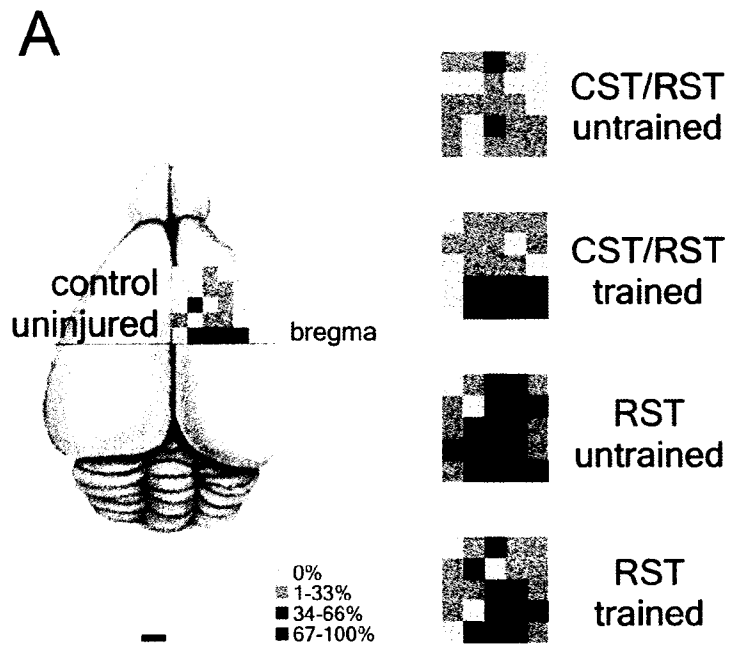 A
CST/RST
untrained
CST/RST
trained
control
uninjured
bregma
RST
untrained
RST
trained
0%
1-33%
34-66%
67-100%